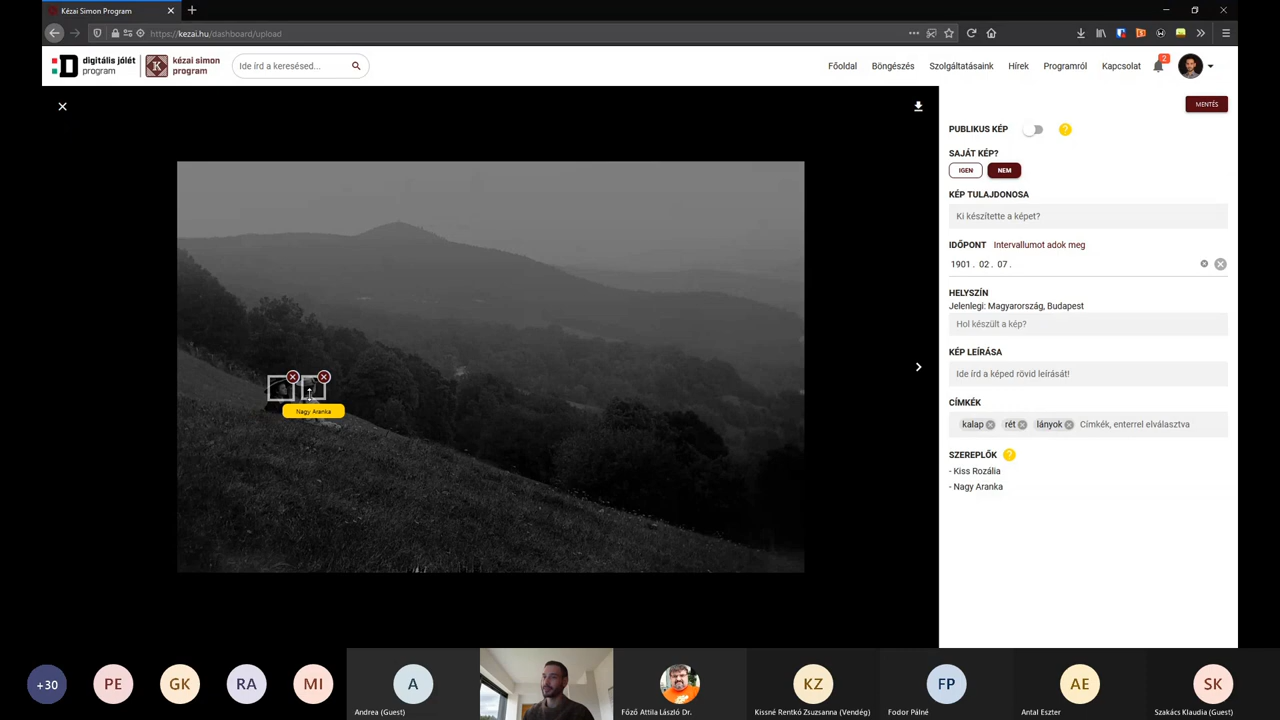 Kézai Simon Program
https://kezai.hu/dashboard/upload
digitális jólét
program
K
kézai simon
program
Ide írd a keresésed...
Főoldal
Böngészés
Szolgáltatásaink
Hírek
Programról
Kapcsolat
2
MENTÉS
PUBLIKUS KÉP
?
SAJÁT KÉP?
IGEN
NEM
KÉP TULAJDONOSA
Ki készítette a képet?
IDŐPONT Intervallumot adok meg
1901 . 02 . 07 .
HELYSZÍN
Jelenlegi: Magyarország, Budapest
Hol készült a kép?
KÉP LEÍRÁSA
Ide írd a képed rövid leírását!
CÍMKÉK
kalap rét lányok Címkék, enterrel elválasztva
SZEREPLŐK ?
- Kiss Rozália
- Nagy Aranka
Nagy Aranka
+30
PE
GK
RA
MI
A
Andrea (Guest)
Főző Attila László Dr.
KZ
Kissné Rentkó Zsuzsanna (Vendég)
FP
Fodor Pálné
AE
Antal Eszter
SK
Szakács Klaudia (Guest)